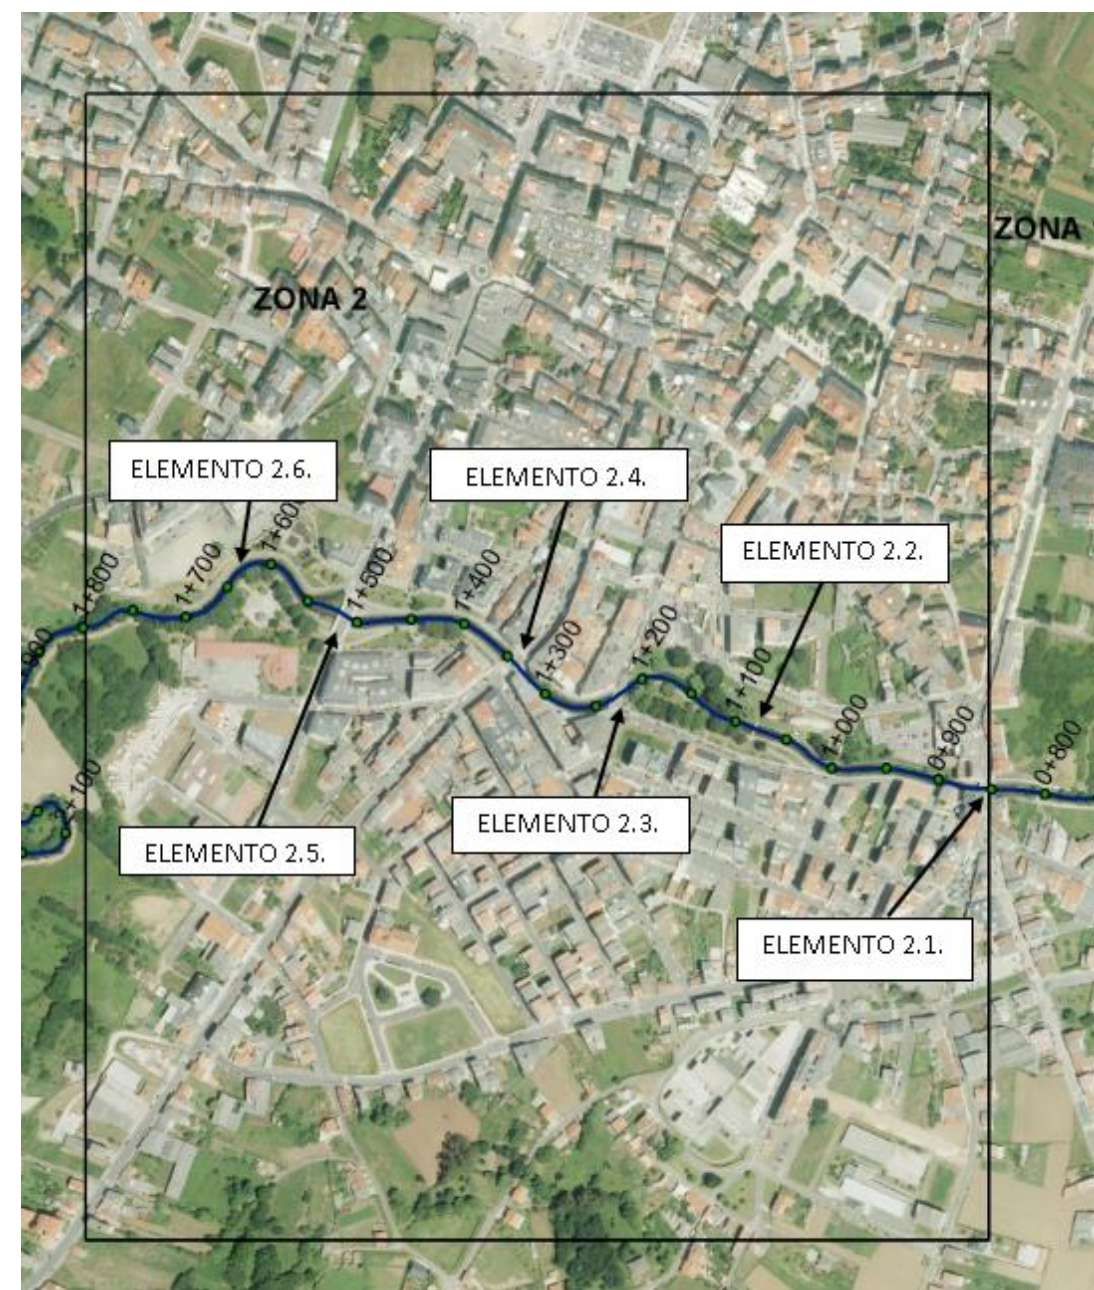 ZONA
ZONA 2
ELEMENTO 2.6.
ELEMENTO 2.4.
ELEMENTO 2.2.
1+600
1+700
1+800
1+500
1+400
1+300
1+200
1+100
1+000
0+900
0+800
ELEMENTO 2.3.
ELEMENTO 2.5.
ELEMENTO 2.1.